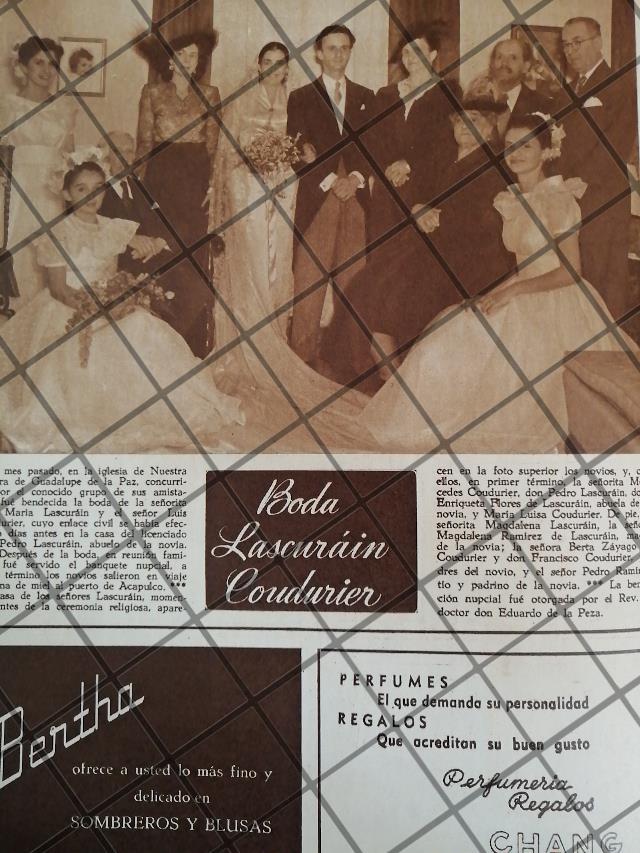 mes pasado, en la iglesia de Nuestra
ra de Guadalupe de la Paz, concurri-
or el conocido grupo de sus amista-
fué bendecida la boda de la señorita
Maria Lascuráin y el señor Luis
urier, cuyo enlace civil se había efec-
días antes en la casa del licenciado
Pedro Lascuráin, abuelo de la novia.
Después de la boda, en reunión fami-
fué servido el banquete nupcial, a
término los novios salieron en viaje
na de miel al puerto de Acapulco. ***
asa de los señores Lascuráin, momen-
ntes de la ceremonia religiosa, apare-
Boda
Lascuráin
Coudurier
cen en la foto superior los novios, y,
ellos, en primer término, la señorita
cedes Coudurier, don Pedro Lascuráin, do
Enriqueta Flores de Lascuráin, abuela de
novia, y María Luisa Coudurier. De pie,
señorita Magdalena Lascuráin, la
Magdalena Ramírez de Lascuráin,
de la novia; la señora Berta Záyago
Coudurier y don Francisco Coudurier,
dres del novio, y el señor Pedro Ramír
tío y padrino de la novia. *** La ben
ción nupcial fué otorgada por el Rev.
doctor don Eduardo de la Peza.
Bertha
ofrece a usted lo más fino y
delicado en
SOMBREROS Y BLUSAS
PERFUMES
El que demanda su personalidad
REGALOS
Que acreditan su buen gusto
Perfumería
Regalos
CHANG